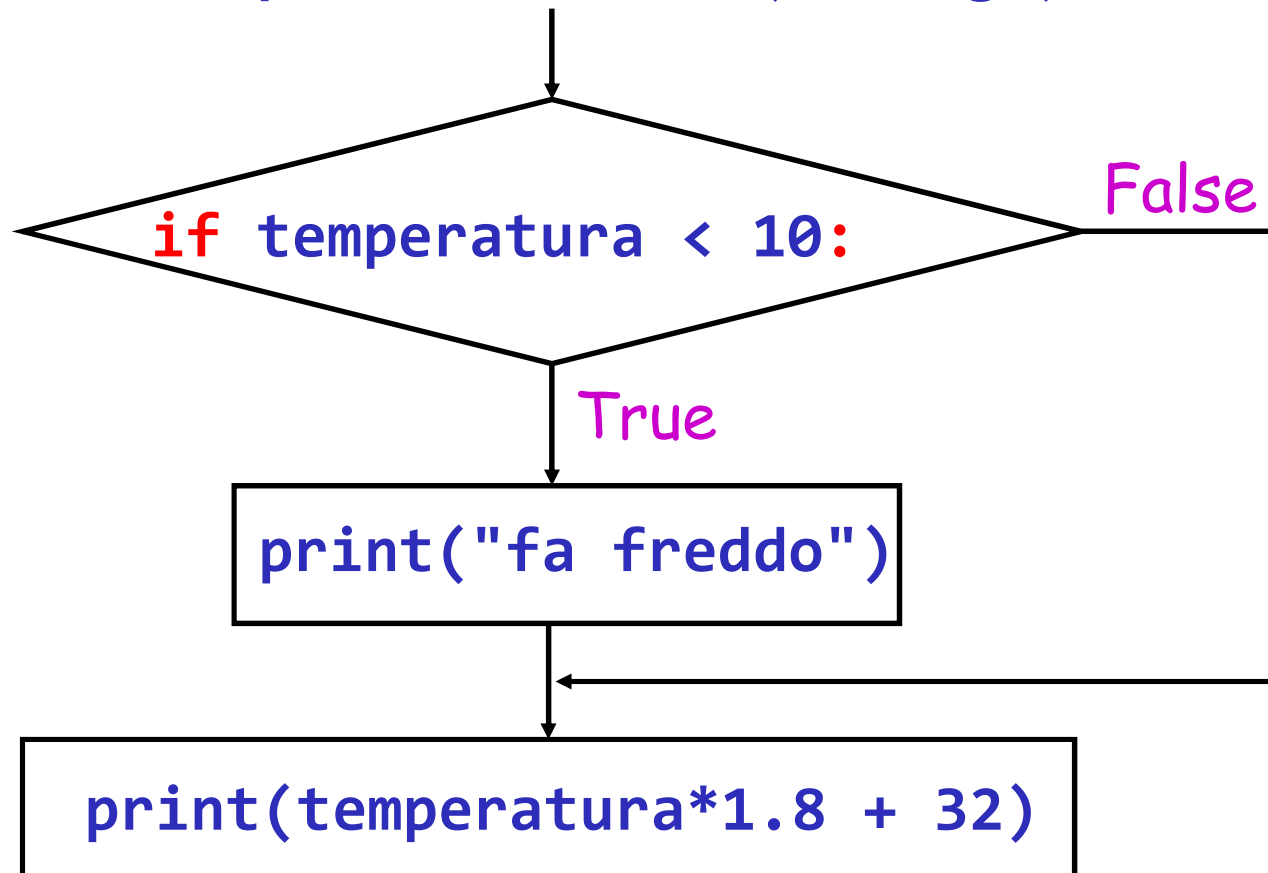 if temperatura < 10:
False
True
print("fa freddo")
print(temperatura*1.8 + 32)